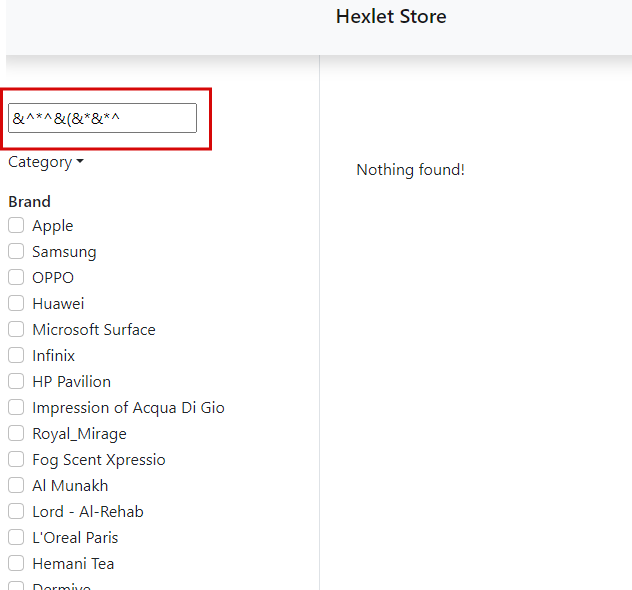 Hexlet Store
&^*^&(&*&*^
Category
Nothing found!
Brand
Apple
Samsung
OPPO
Huawei
Microsoft Surface
Infinix
HP Pavilion
Impression of Acqua Di Gio
Royal_Mirage
Fog Scent Xpressio
Al Munakh
Lord - Al-Rehab
L'Oreal Paris
Hemani Tea